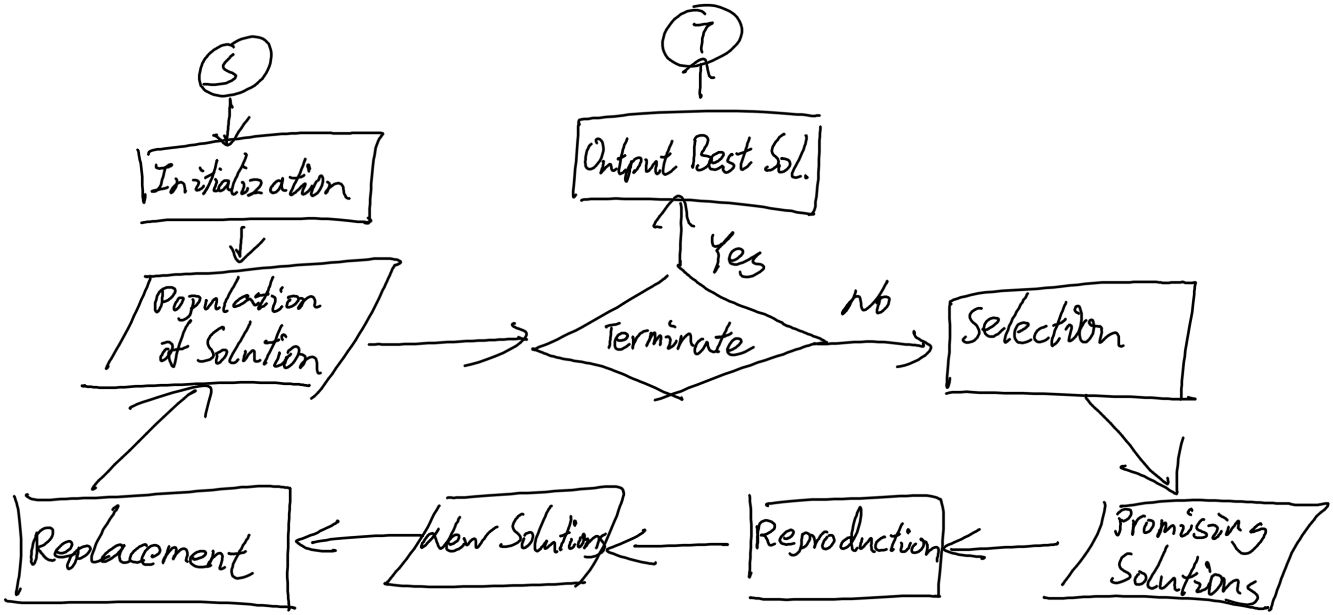 S
T
Initialization
Output Best Sol.
Yes
Population
of Solution
Terminate
No
Selection
Replacement
New Solutions
Reproduction
Promising
Solutions